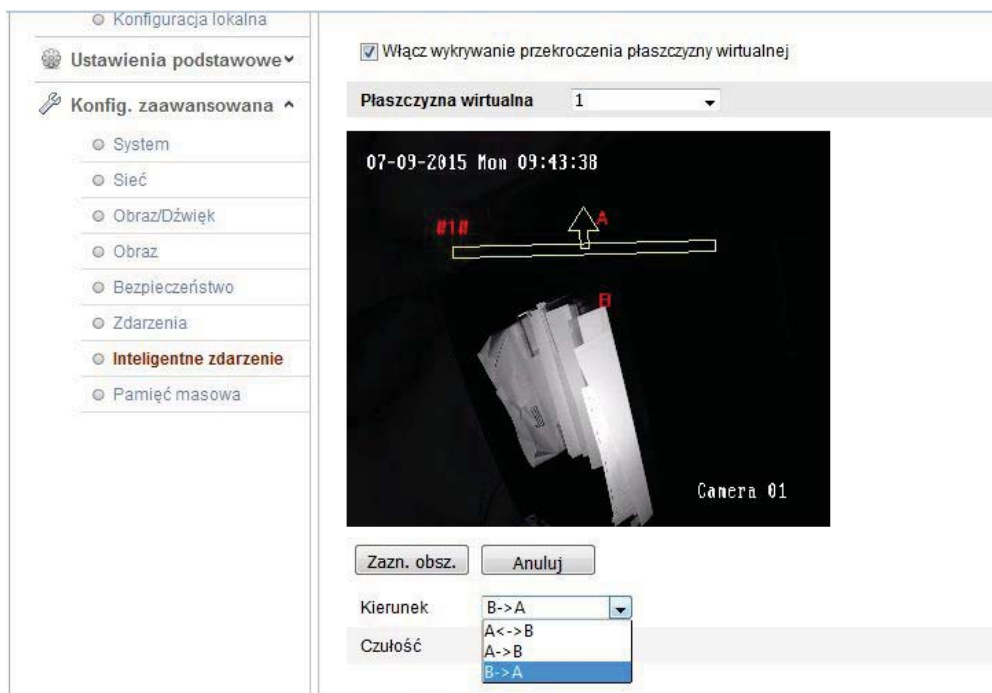 Konfiguracja lokalna
Ustawienia podstawowe
Konfig. zaawansowana
System
Sieć
Obraz/Dźwięk
Obraz
Bezpieczeństwo
Zdarzenia
Inteligentne zdarzenie
Pamięć masowa
Włącz wykrywanie przekroczenia płaszczyzny wirtualnej
Płaszczyzna wirtualna 1
07-09-2015 Mon 09:43:38
#1# A
B
Camera 01
Zazn. obsz. Anuluj
Kierunek B->A
A<->B
Czułość A->B
B->A